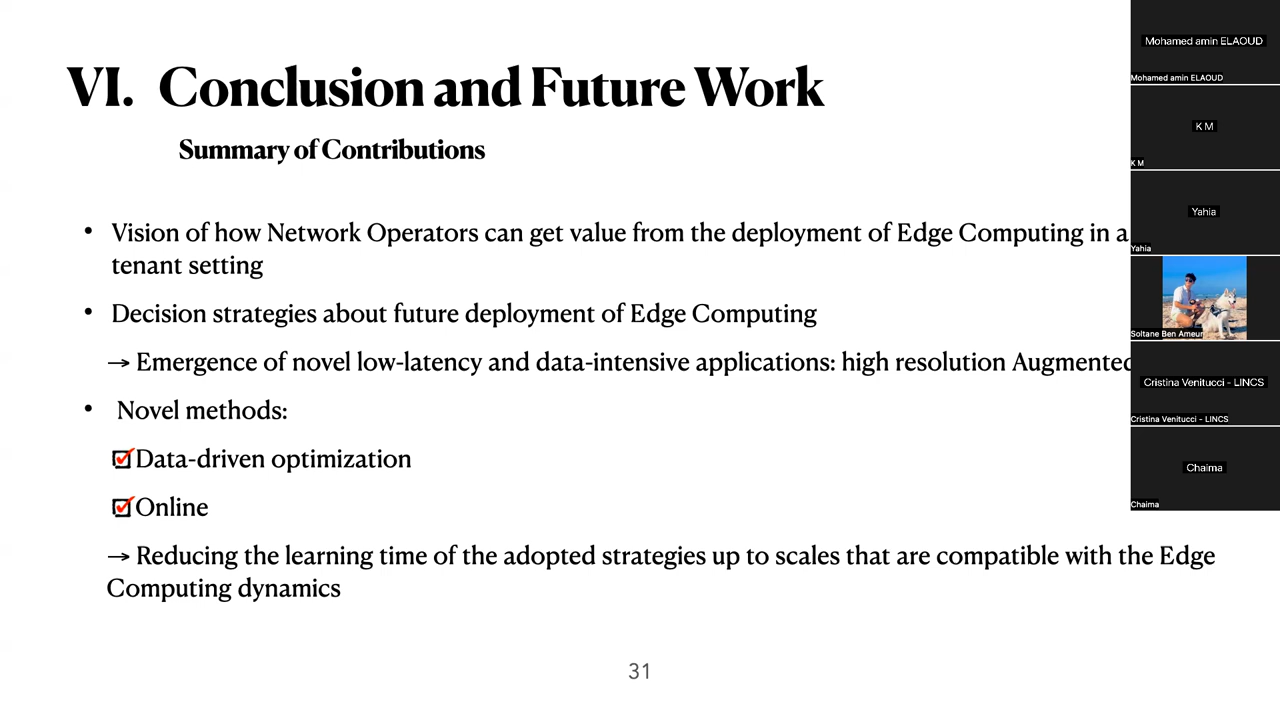 VI. Conclusion and Future Work
Summary of Contributions
• Vision of how Network Operators can get value from the deployment of Edge Computing in a
tenant setting
• Decision strategies about future deployment of Edge Computing
→ Emergence of novel low-latency and data-intensive applications: high resolution Augmented
• Novel methods:
Data-driven optimization
Online
→ Reducing the learning time of the adopted strategies up to scales that are compatible with the Edge
Computing dynamics
31
Mohamed amin ELAOUD
Mohamed amin ELAOUD
K M
K M
Yahia
Yahia
Soltane Ben Ameur
Cristina Venitucci - LINCS
Cristina Venitucci - LINCS
Chaima
Chaima